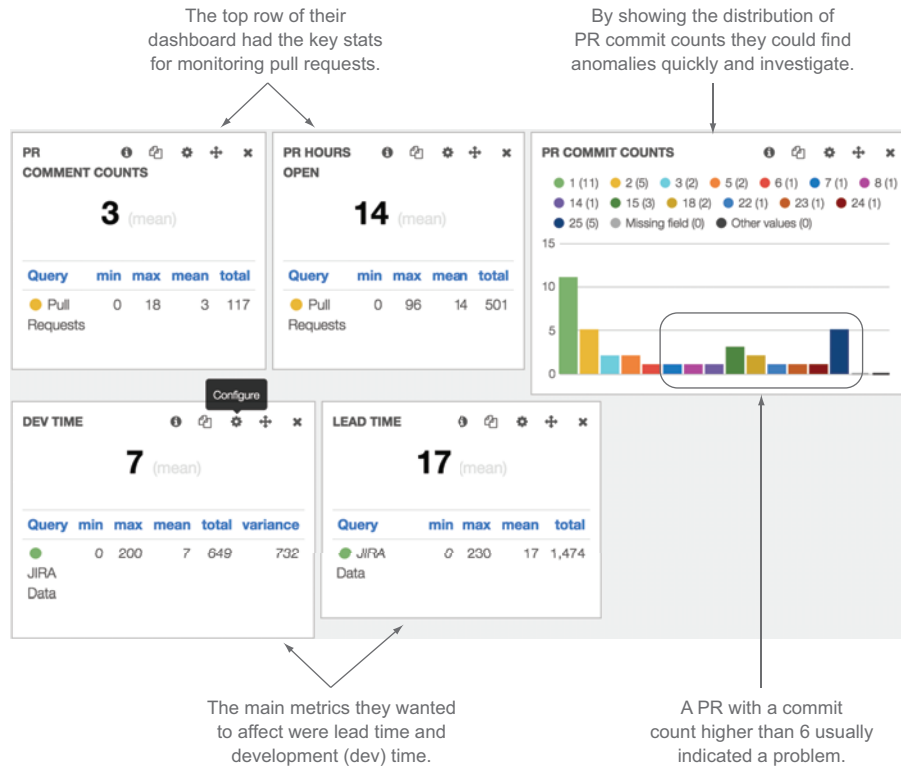 The top row of their
dashboard had the key stats
for monitoring pull requests.
By showing the distribution of
PR commit counts they could find
anomalies quickly and investigate.
PR
COMMENT COUNTS
3 (mean)
Query min max mean total
Pull 0 18 3 117
Requests
PR HOURS
OPEN
14 (mean)
Query min max mean total
Pull 0 96 14 501
Requests
PR COMMIT COUNTS
1 (11) 2 (5) 3 (2) 5 (2) 6 (1) 7 (1) 8 (1)
14 (1) 15 (3) 18 (2) 22 (1) 23 (1) 24 (1)
25 (5) Missing field (0) Other values (0)
15
10
5
0
Configure
DEV TIME
7 (mean)
Query min max mean total variance
0 200 7 649 732
JIRA
Data
LEAD TIME
17 (mean)
Query min max mean total
JIRA 0 230 17 1,474
Data
The main metrics they wanted
to affect were lead time and
development (dev) time.
A PR with a commit
count higher than 6 usually
indicated a problem.